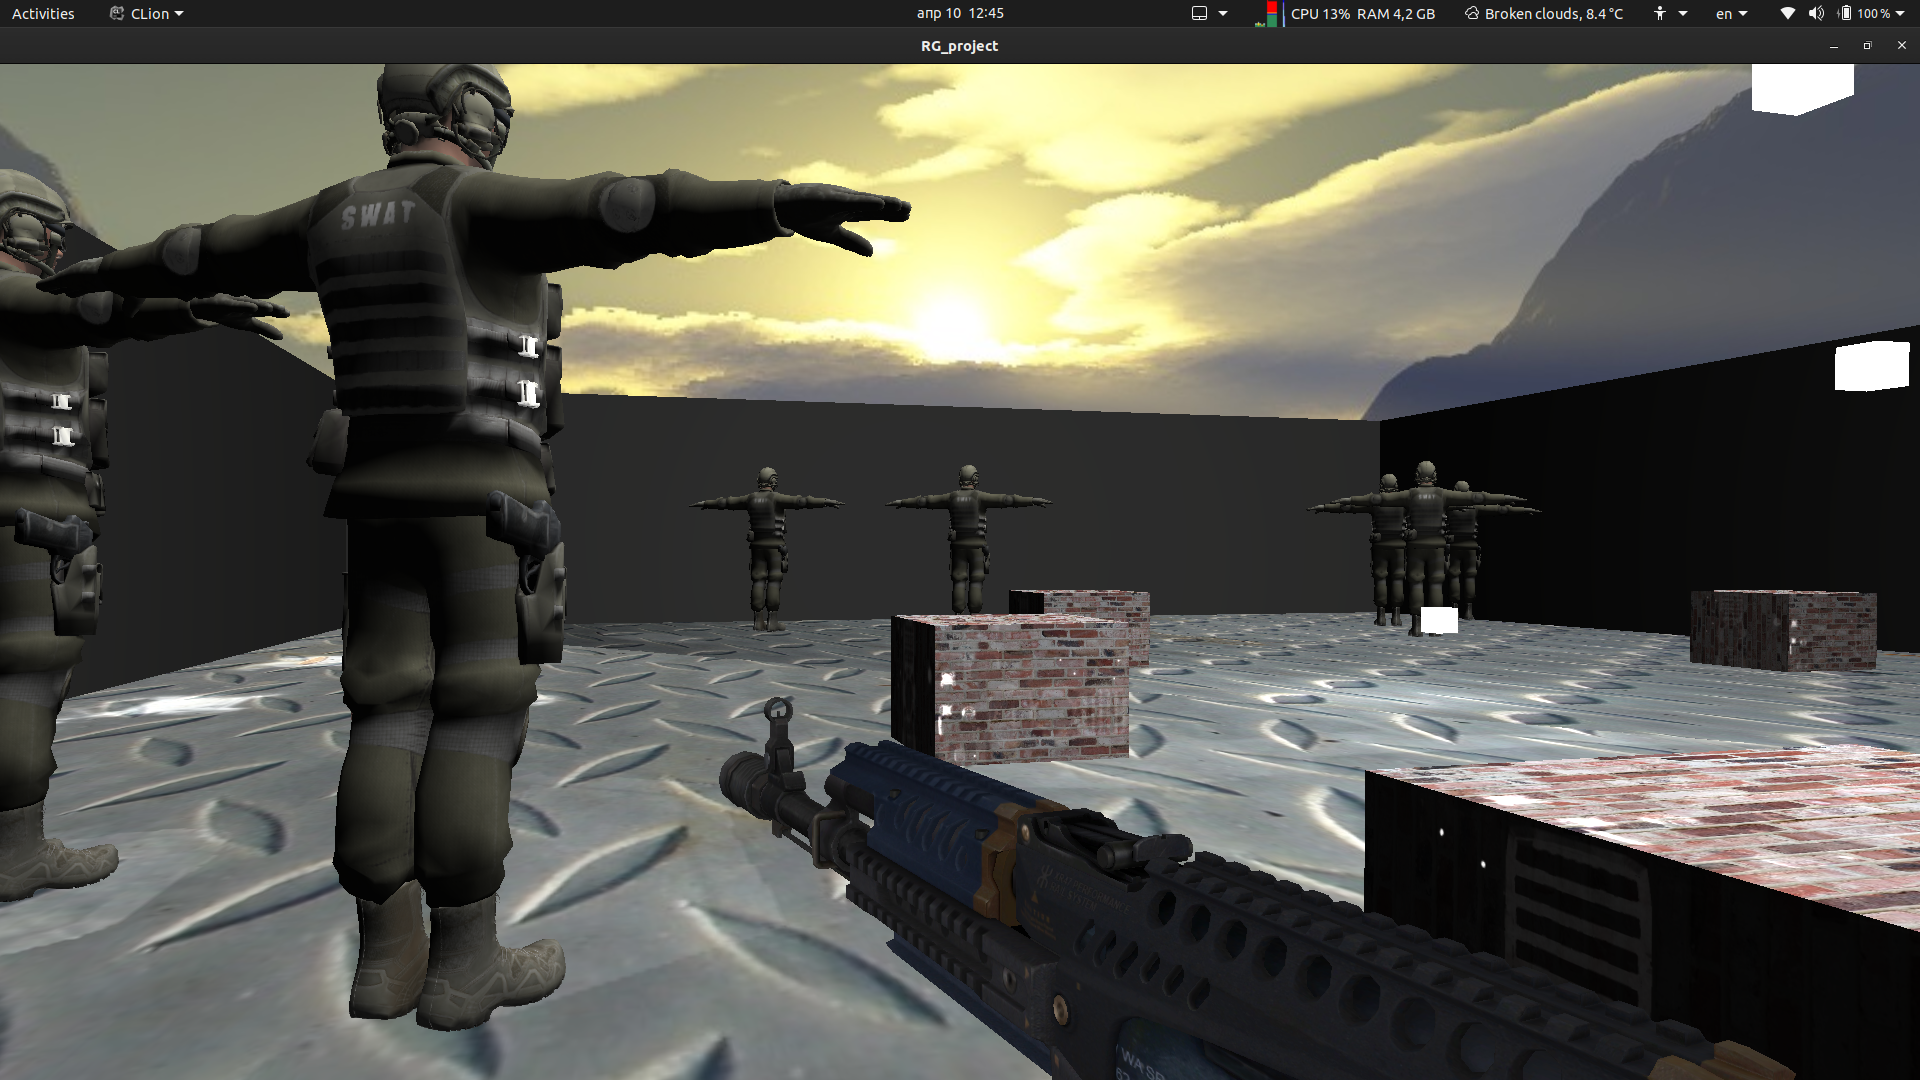 Activities
CLion
апр 10 12:45
CPU 13% RAM 4,2 GB
Broken clouds, 8.4 °C
en
100 %
RG_project
SWAT
SWAT